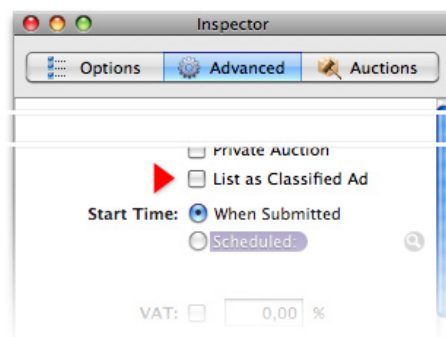 Inspector
Options Advanced Auctions
Private Auction
List as Classified Ad
Start Time: When Submitted
Scheduled:
VAT: 0,00 %